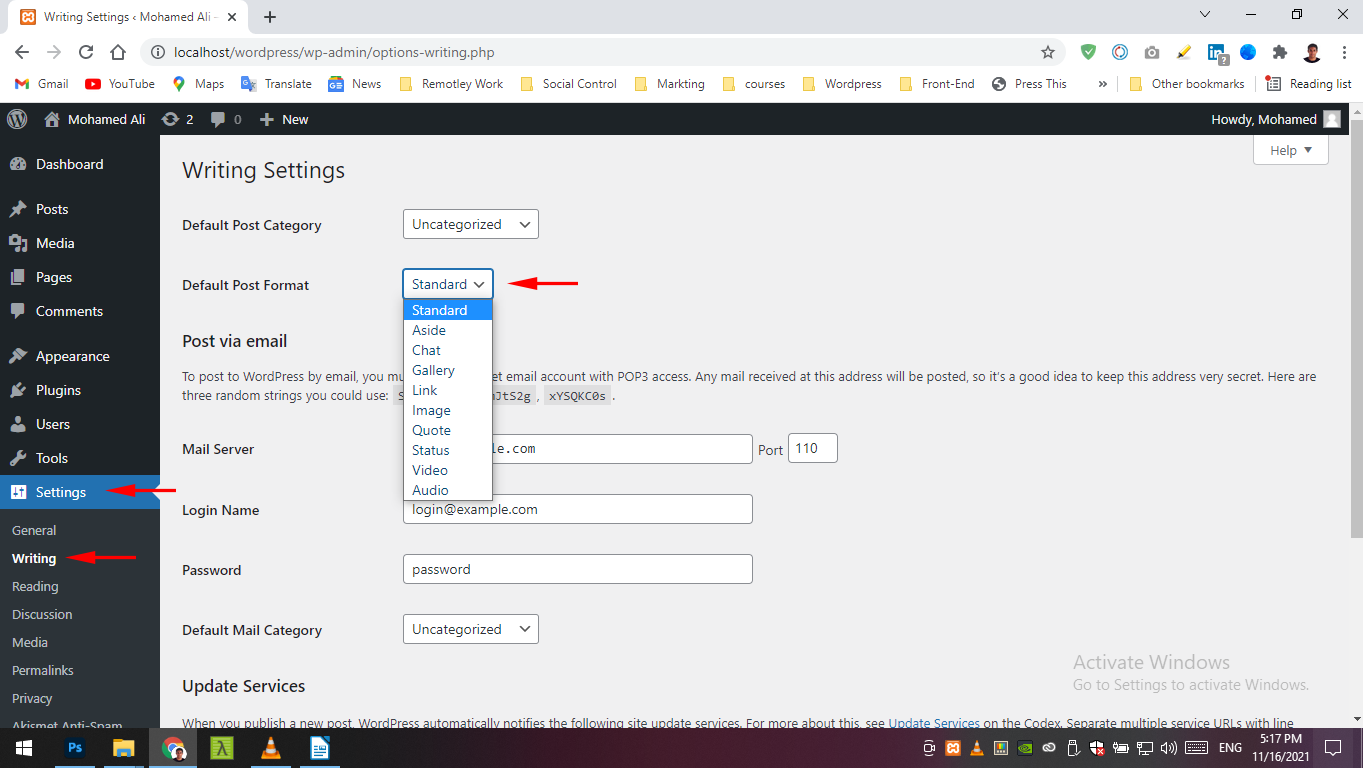 Writing Settings ‹ Mohamed Ali –
localhost/wordpress/wp-admin/options-writing.php
Gmail YouTube Maps Translate News Remotley Work Social Control Markting courses Wordpress Front-End Press This » Other bookmarks Reading list
Mohamed Ali 2 0 New Howdy, Mohamed
Help
Dashboard
Posts
Media
Pages
Comments
Appearance
Plugins
Users
Tools
Settings
General
Writing
Reading
Discussion
Media
Permalinks
Privacy
Akismet Anti-Spam
Writing Settings
Default Post Category Uncategorized
Default Post Format Standard
Standard
Aside
Chat
Gallery
Link
Image
Quote
Status
Video
Audio
Post via email
To post to WordPress by email, you must email account with POP3 access. Any mail received at this address will be posted, so it's a good idea to keep this address very secret. Here are
three random strings you could use: , xYSQKC0s .
Mail Server le.com Port 110
Login Name login@example.com
Password password
Default Mail Category Uncategorized
Update Services
When you publish a new post, WordPress automatically notifies the following site update services. For more about this, see Update Services on the Codex. Separate multiple service URLs with line
Activate Windows
Go to Settings to activate Windows.
Ps
ENG
5:17 PM
11/16/2021